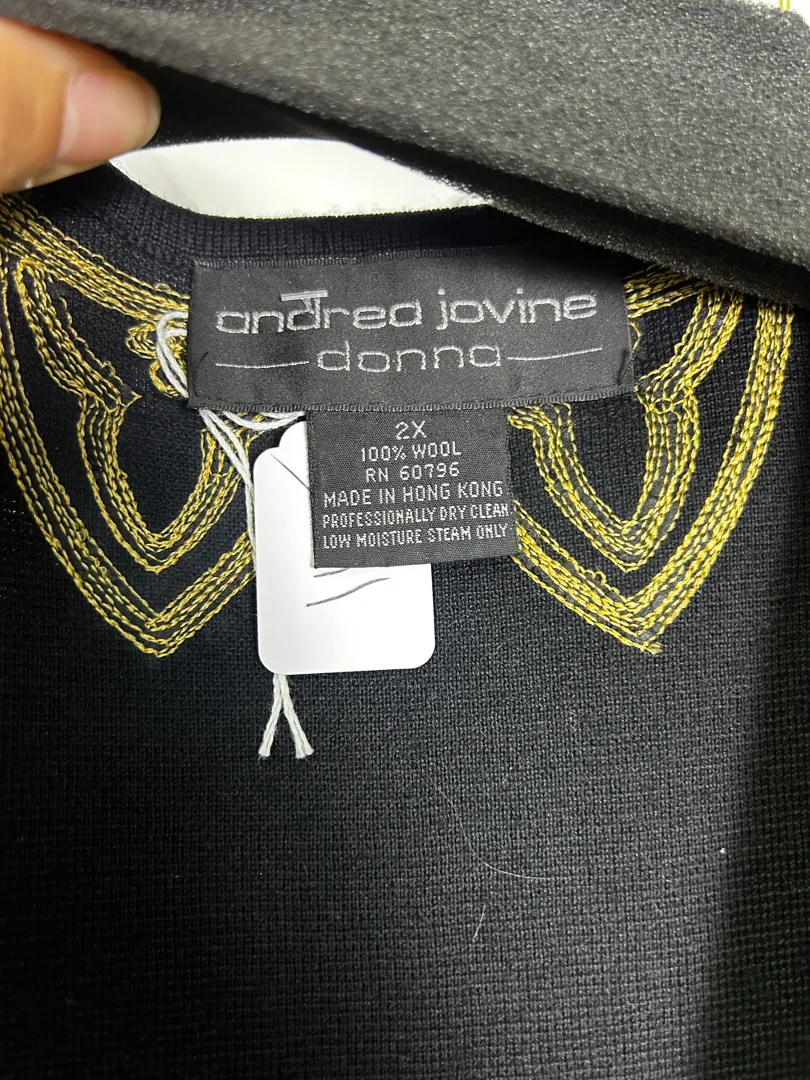 andrea jovine
donna
2X
100% WOOL
RN 60796
MADE IN HONG KONG
PROFESSIONALLY DRY CLEAN
LOW MOISTURE STEAM ONLY